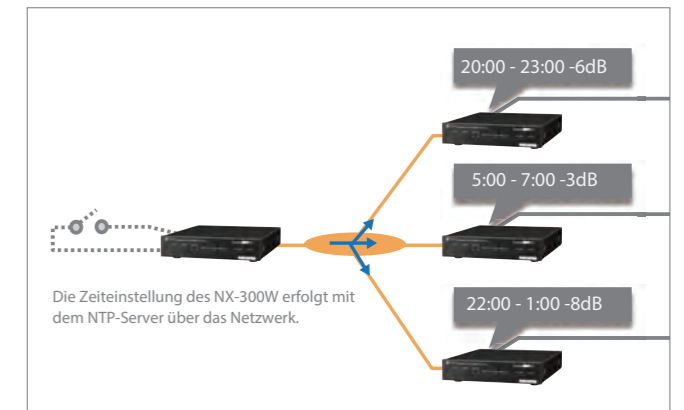 20:00 - 23:00 -6dB
5:00 - 7:00 -3dB
Die Zeiteinstellung des NX-300W erfolgt mit
dem NTP-Server über das Netzwerk.
22:00 - 1:00 -8dB